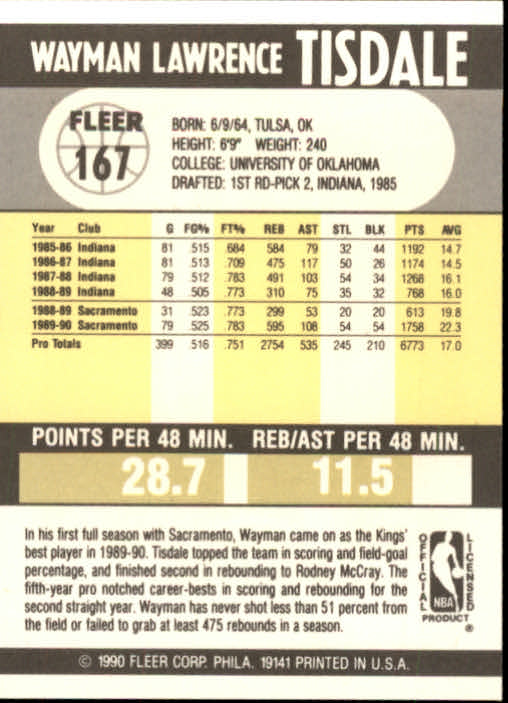 WAYMAN LAWRENCE TISDALE
FLEER
167
BORN: 6/9/64, TULSA, OK
HEIGHT: 6'9" WEIGHT: 240
COLLEGE: UNIVERSITY OF OKLAHOMA
DRAFTED: 1ST RD-PICK 2, INDIANA, 1985
Year Club G FG% FT% REB AST STL BLK PTS AVG
1985-86 Indiana 81 .515 .684 584 79 32 44 1192 14.7
1986-87 Indiana 81 .513 .709 475 117 50 26 1174 14.5
1987-88 Indiana 79 .512 .783 491 103 54 34 1268 16.1
1988-89 Indiana 48 .505 .773 310 75 35 32 768 16.0
1988-89 Sacramento 31 .523 .773 299 53 20 20 613 19.8
1989-90 Sacramento 79 .525 .783 595 108 54 54 1758 22.3
Pro Totals 399 .516 .751 2754 535 245 210 6773 17.0
POINTS PER 48 MIN. REB/AST PER 48 MIN.
28.7 11.5
In his first full season with Sacramento, Wayman came on as the Kings'
best player in 1989-90. Tisdale topped the team in scoring and field-goal
percentage, and finished second in rebounding to Rodney McCray. The
fifth-year pro notched career-bests in scoring and rebounding for the
second straight year. Wayman has never shot less than 51 percent from
the field or failed to grab at least 475 rebounds in a season.
OFFICIAL
LICENSED
NBA
PRODUCT ®
© 1990 FLEER CORP. PHILA. 19141 PRINTED IN U.S.A.